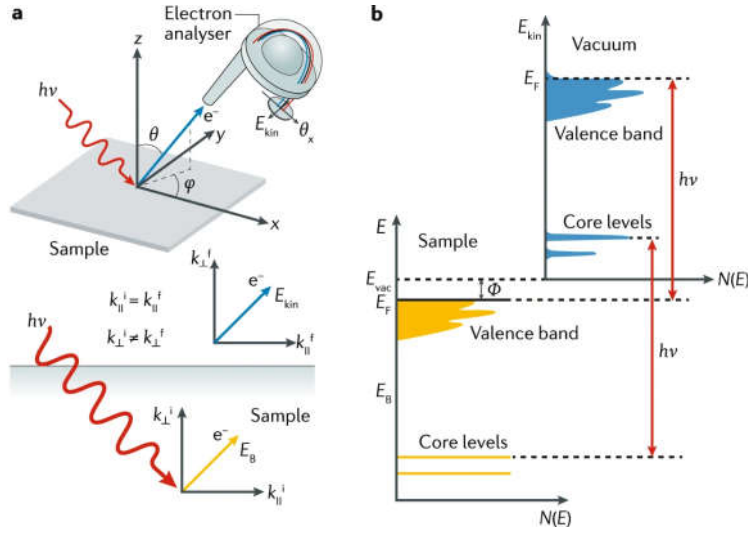 a
Electron
analyser
z
hν
e⁻
θ
y
E_kin
θ_x
φ
x
Sample
k_⊥^f
k_||^i = k_||^f
e⁻
E_kin
k_⊥^i ≠ k_⊥^f
hν
k_||^f
k_⊥^i
Sample
e⁻
E_B
k_||^i
b
E_kin
Vacuum
E_F
Valence band
hν
Core levels
E
Sample
N(E)
E_vac
Φ
E_F
Valence band
hν
E_B
Core levels
N(E)